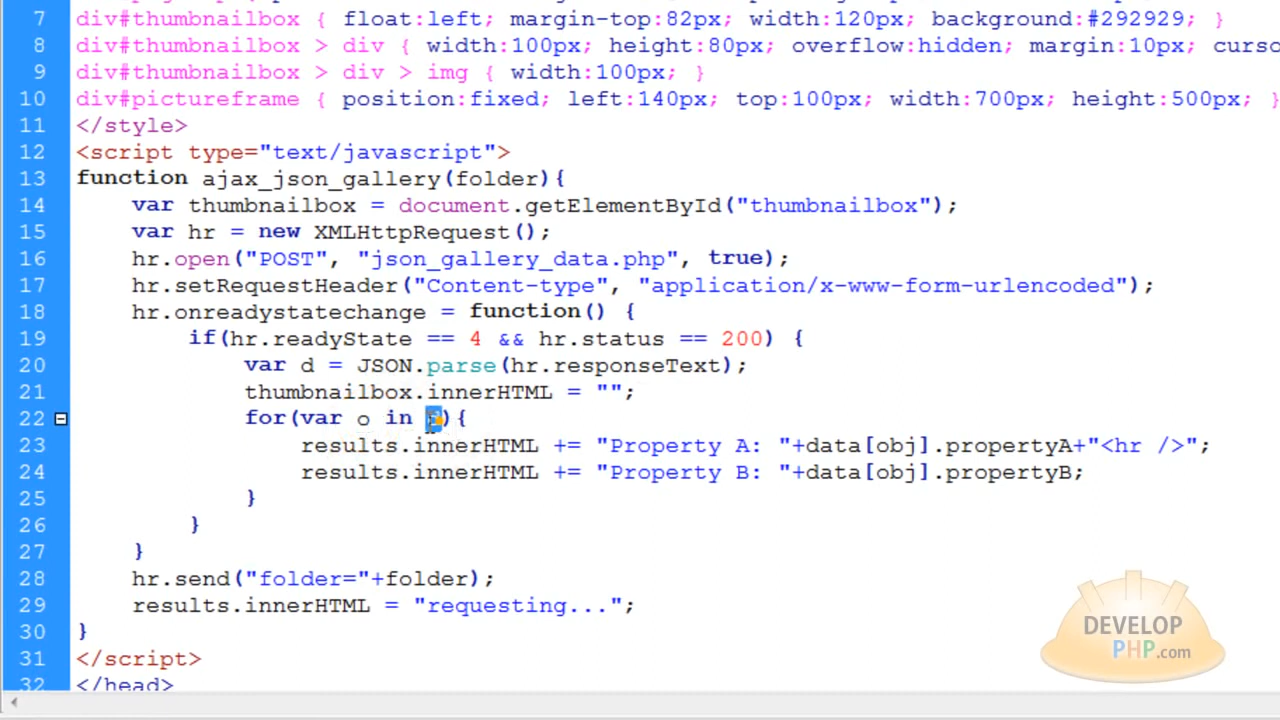 7 div#thumbnailbox { float:left; margin-top:82px; width:120px; background:#292929; }
8 div#thumbnailbox > div { width:100px; height:80px; overflow:hidden; margin:10px; curso
9 div#thumbnailbox > div > img { width:100px; }
10 div#pictureframe { position:fixed; left:140px; top:100px; width:700px; height:500px; }
11 </style>
12 <script type="text/javascript">
13 function ajax_json_gallery(folder){
14 var thumbnailbox = document.getElementById("thumbnailbox");
15 var hr = new XMLHttpRequest();
16 hr.open("POST", "json_gallery_data.php", true);
17 hr.setRequestHeader("Content-type", "application/x-www-form-urlencoded");
18 hr.onreadystatechange = function() {
19 if(hr.readyState == 4 && hr.status == 200) {
20 var d = JSON.parse(hr.responseText);
21 thumbnailbox.innerHTML = "";
22 for(var o in ){
23 results.innerHTML += "Property A: "+data[obj].propertyA+"<hr />";
24 results.innerHTML += "Property B: "+data[obj].propertyB;
25 }
26 }
27 }
28 hr.send("folder="+folder);
29 results.innerHTML = "requesting...";
30 }
31 </script>
32 </head>
DEVELOP
PHP.com